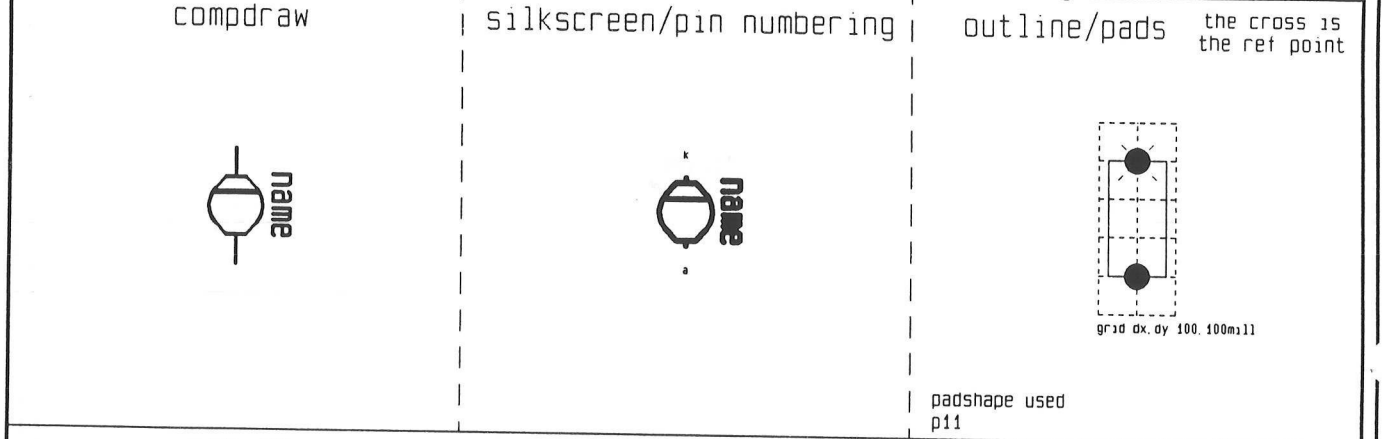 compdraw
silkscreen/pin numbering
outline/pads
the cross is
the ref point
name
k
name
a
grid dx,dy 100,100mill
padshape used
p11